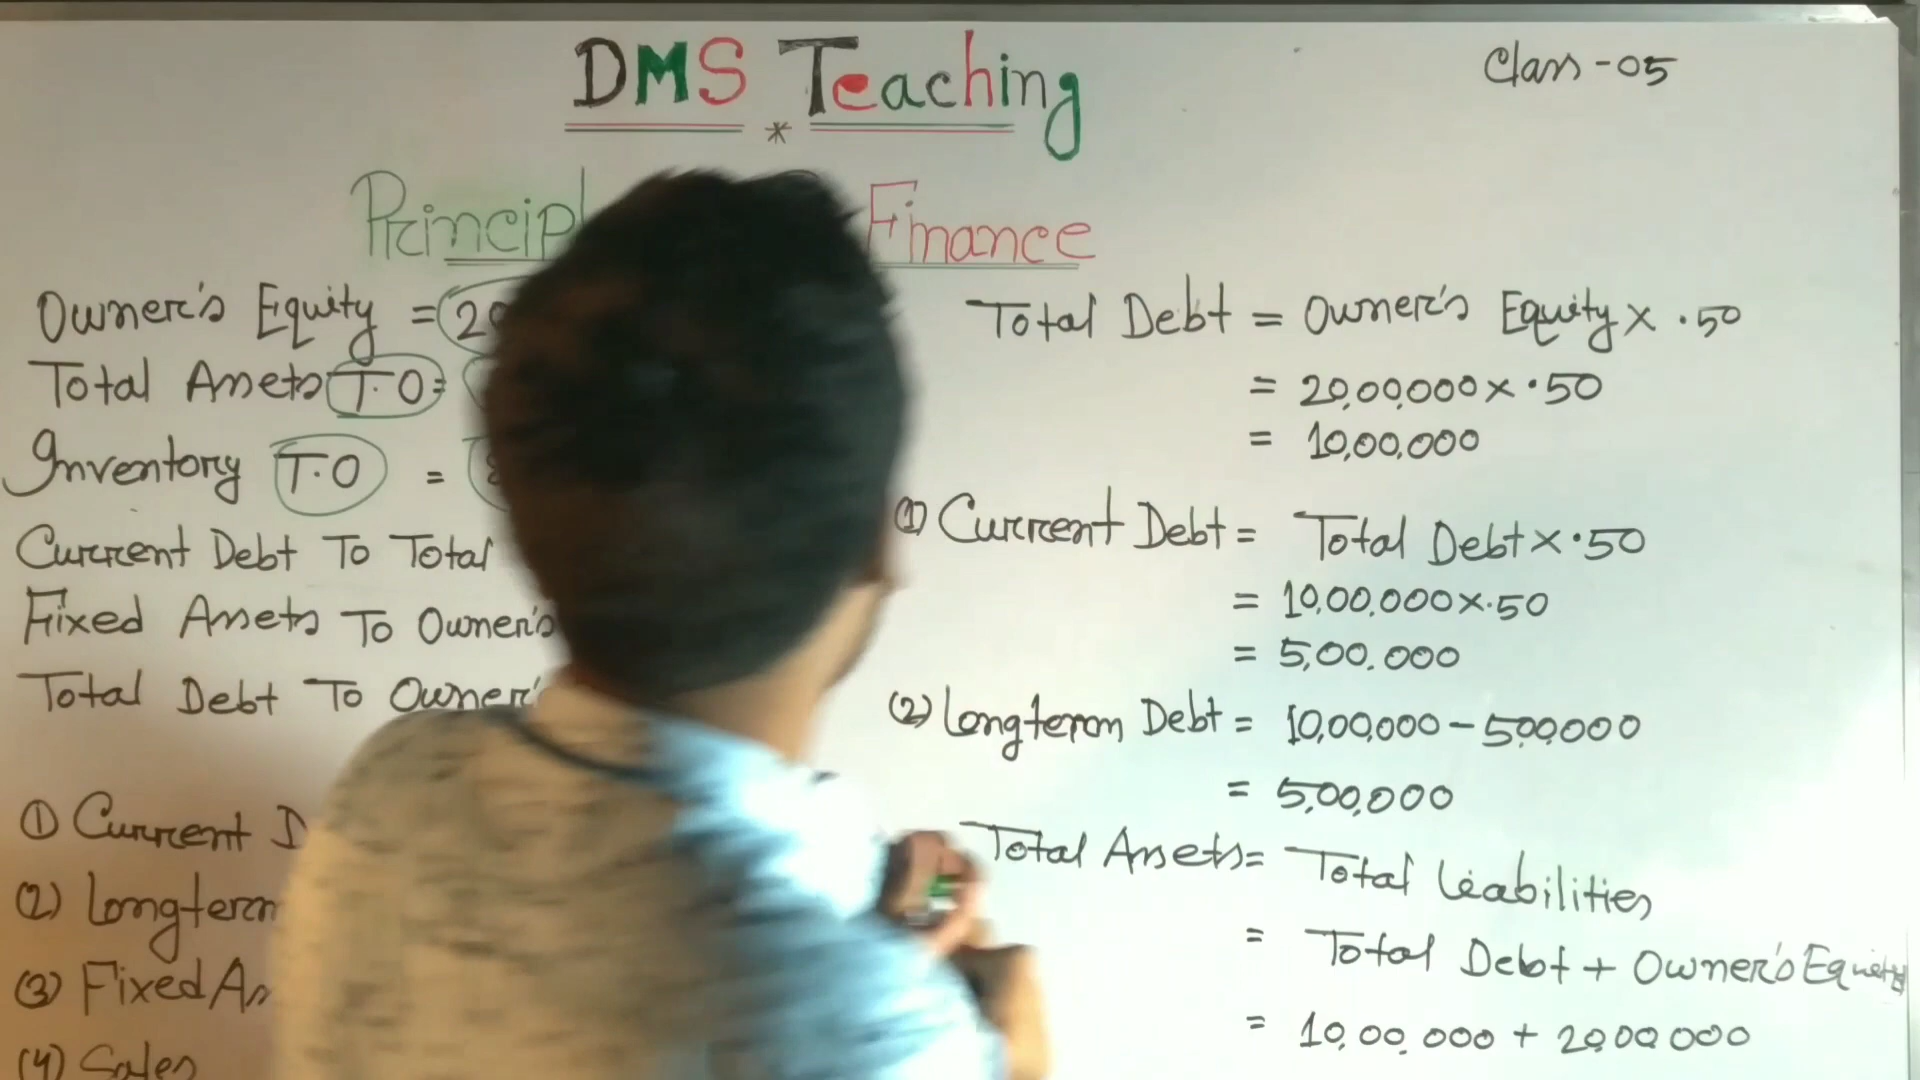 DMS Teaching
Class-05
Finance
Owner's Equity =
Total Assets T.O=
Inventory T.O =
Current Debt To Total
Fixed Assets To Owner's
Total Debt To
① Current
(2) Longterm
(3) Fixed
(4) Sales
Total Debt = Owner's Equity × .50
= 20,00,000 × .50
= 10,00,000
(1) Current Debt = Total Debt × .50
= 10,00,000 × .50
= 5,00.000
(2) Longterm Debt = 10,00,000 - 5,00,000
= 5,00,000
Total Assets = Total Leabilities
= Total Debt + Owner's Equity
= 10,00,000 + 20,00,000